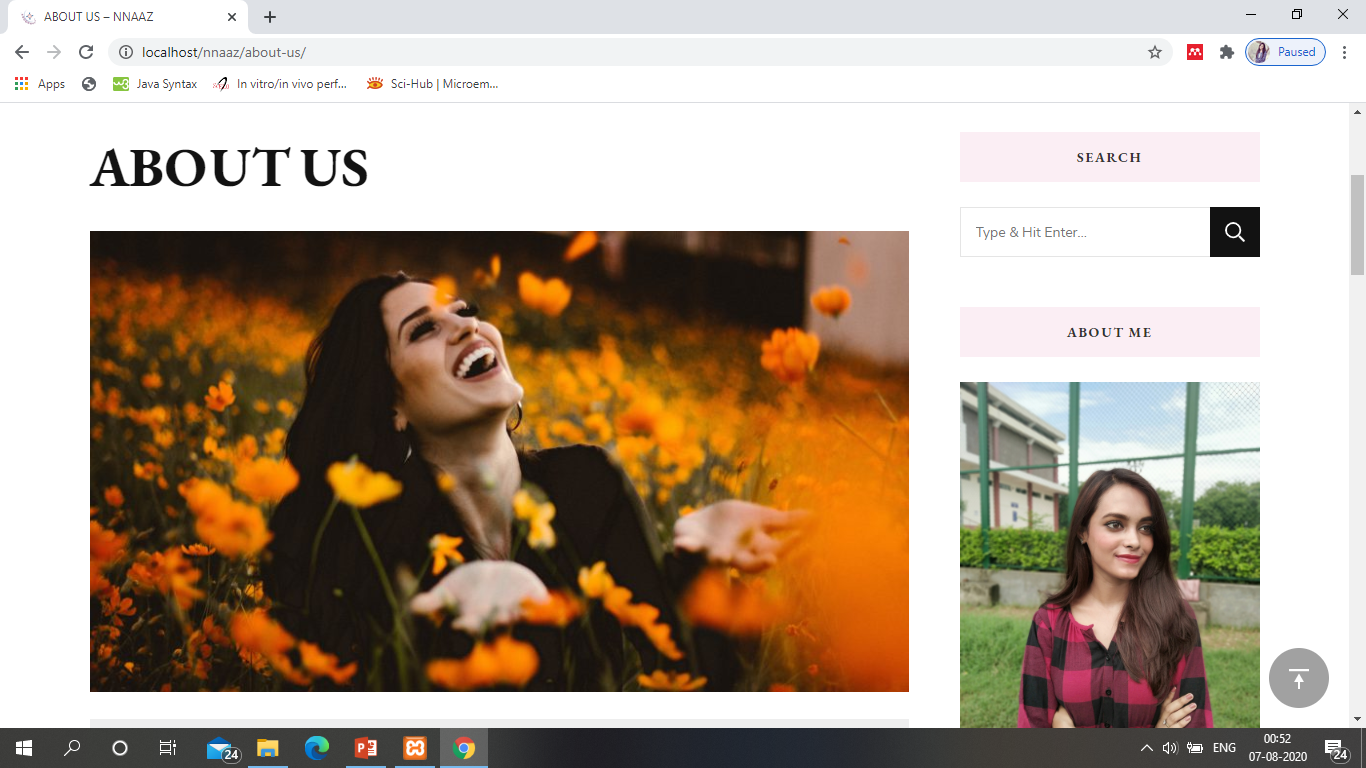 ABOUT US – NNAAZ
localhost/nnaaz/about-us/
Paused
Apps
Java Syntax
In vitro/in vivo perf...
Sci-Hub | Microem...
ABOUT US
SEARCH
Type & Hit Enter...
ABOUT ME
24
ENG
00:52
07-08-2020
24